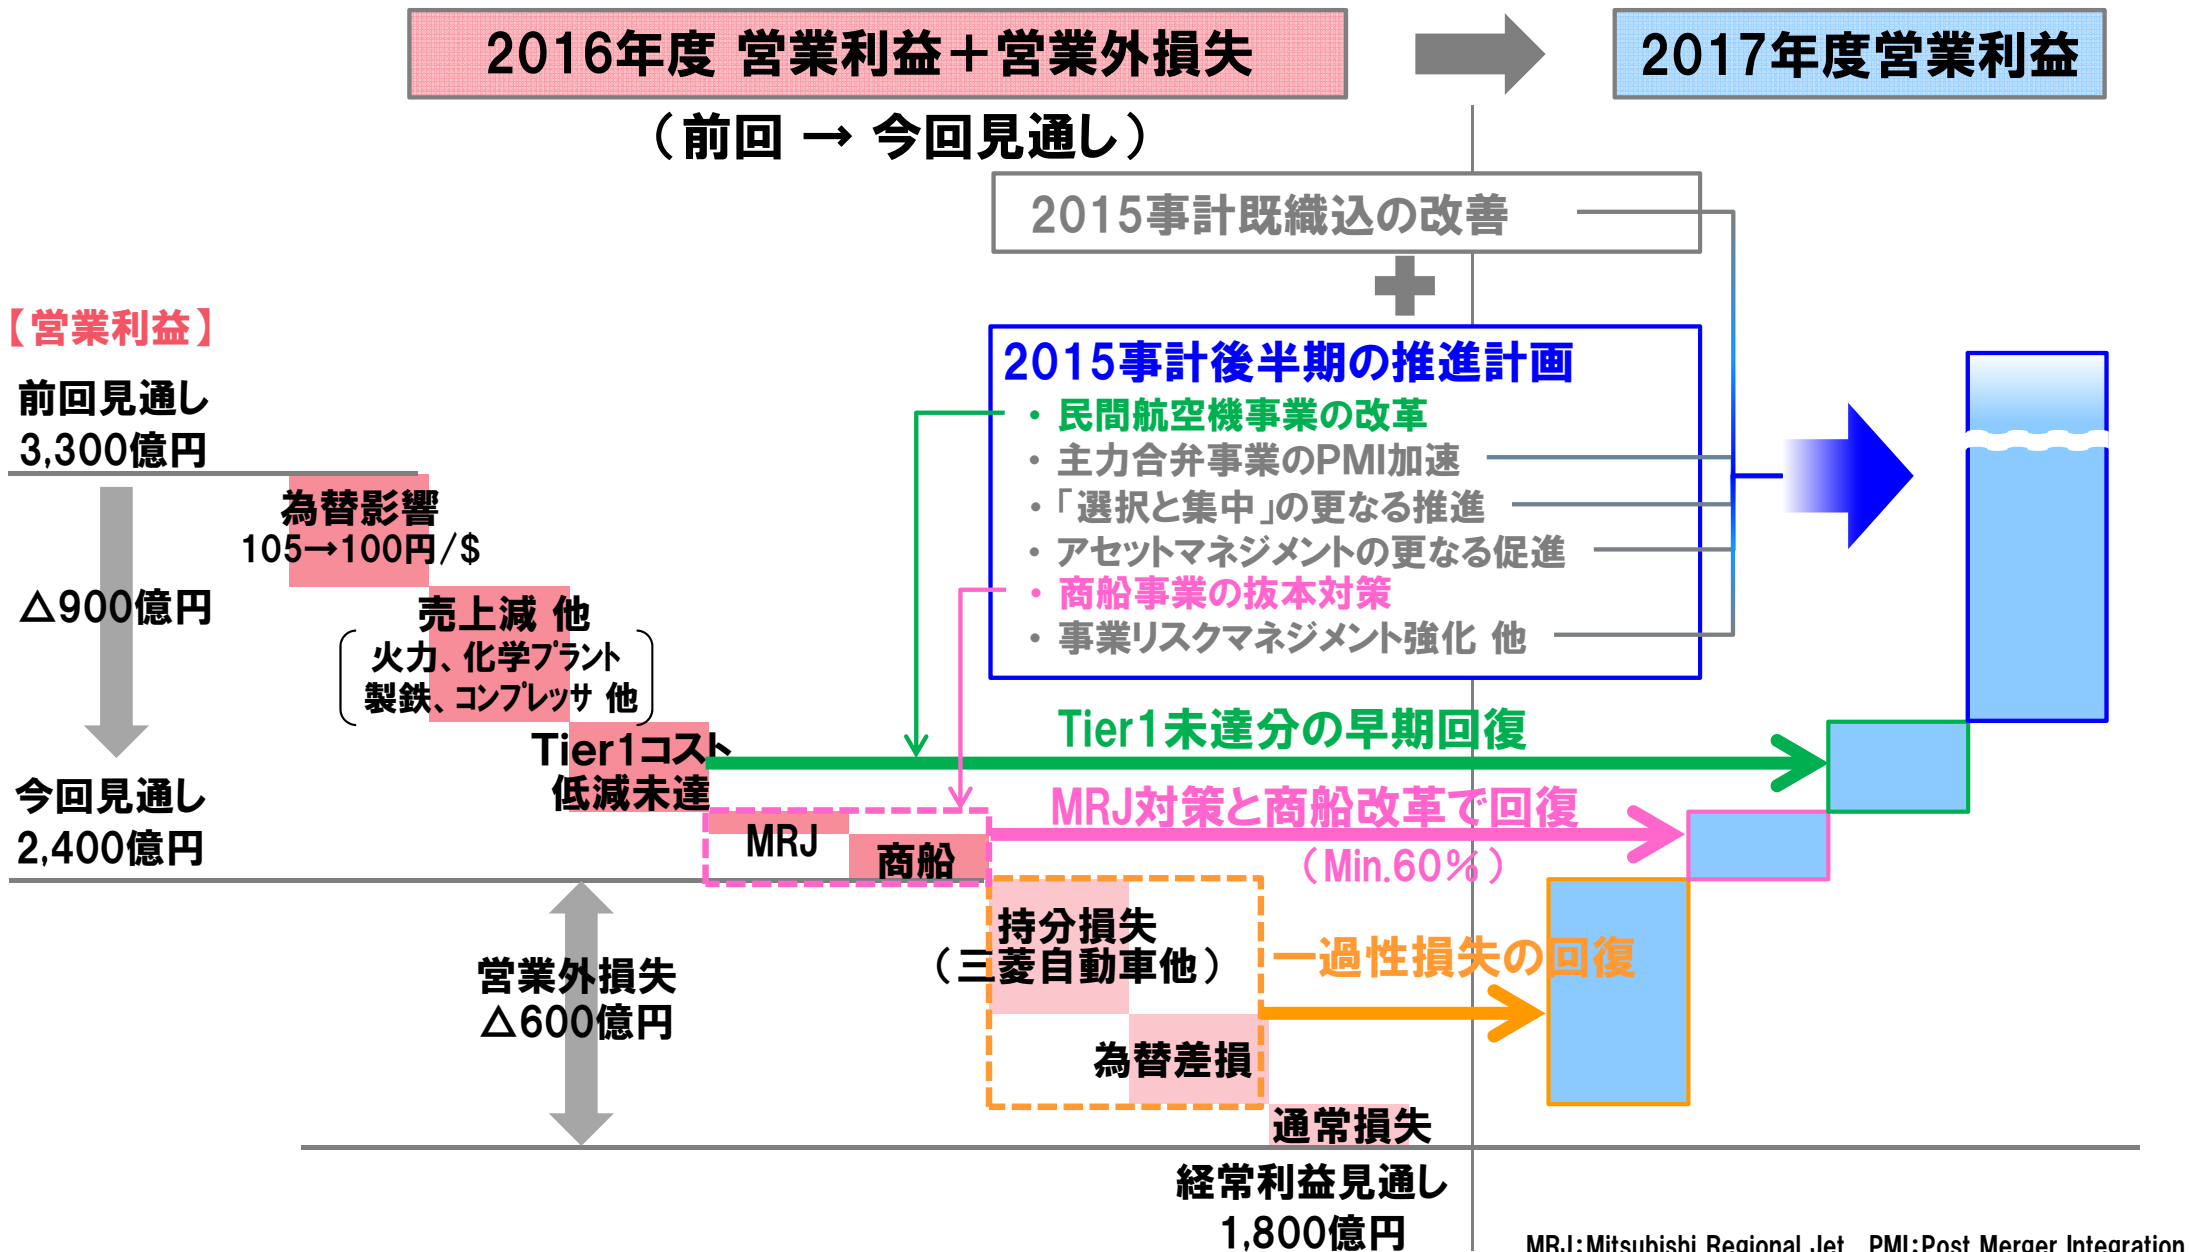 2016年度 営業利益＋営業外損失
2017年度営業利益
（前回 → 今回見通し）
2015事計既織込の改善
【営業利益】
前回見通し
3,300億円
2015事計後半期の推進計画
・ 民間航空機事業の改革
・ 主力合弁事業のPMI加速
・「選択と集中」の更なる推進
・ アセットマネジメントの更なる促進
・ 商船事業の抜本対策
・ 事業リスクマネジメント強化 他
為替影響
105→100円/$
△900億円
売上減 他
火力、化学プラント
製鉄、コンプレッサ 他
Tier1コスト
低減未達
Tier1未達分の早期回復
今回見通し
2,400億円
MRJ
商船
MRJ対策と商船改革で回復
（Min.60％）
持分損失
（三菱自動車他）
一過性損失の回復
営業外損失
△600億円
為替差損
通常損失
経常利益見通し
1,800億円
MRJ：Mitsubishi Regional Jet　PMI：Post Merger Integration